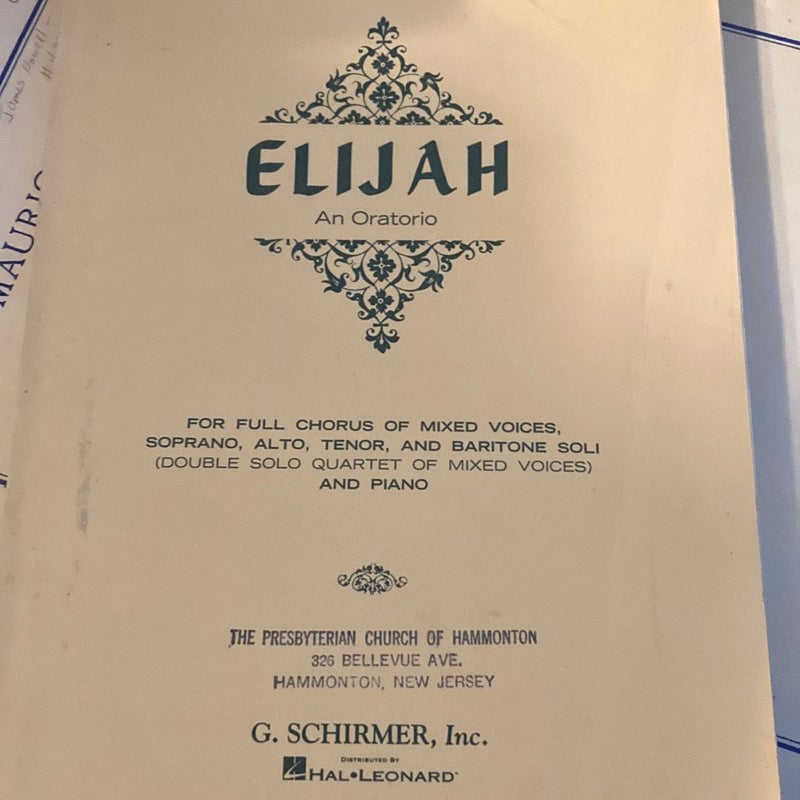 ELIJAH
An Oratorio
FOR FULL CHORUS OF MIXED VOICES,
SOPRANO, ALTO, TENOR, AND BARITONE SOLI
(DOUBLE SOLO QUARTET OF MIXED VOICES)
AND PIANO
THE PRESBYTERIAN CHURCH OF HAMMONTON
326 BELLEVUE AVE.
HAMMONTON, NEW JERSEY
G. SCHIRMER, Inc.
DISTRIBUTED BY
HAL•LEONARD®
James
MAURIC